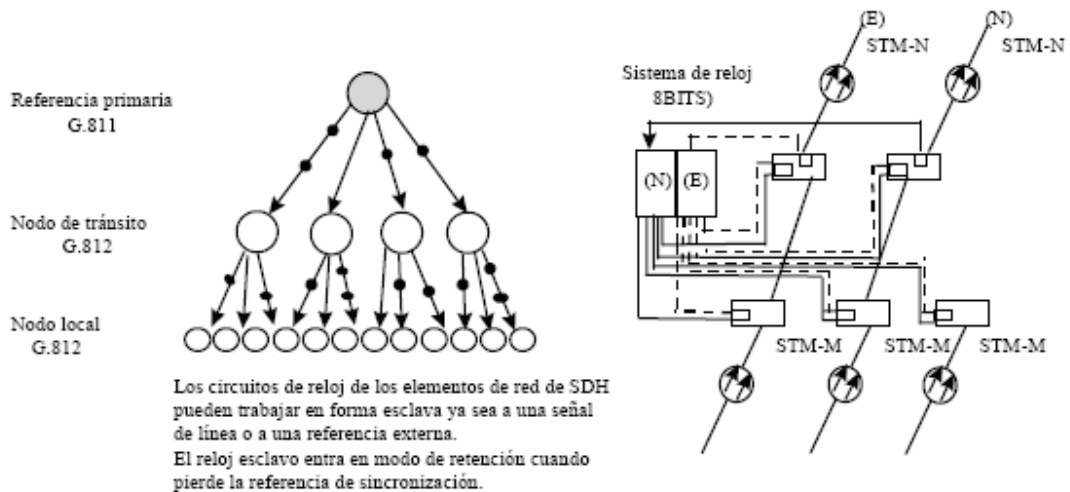 Referencia primaria
G.811
Nodo de tránsito
G.812
Nodo local
G.812
Los circuitos de reloj de los elementos de red de SDH
pueden trabajar en forma esclava ya sea a una señal
de línea o a una referencia externa.
El reloj esclavo entra en modo de retención cuando
pierde la referencia de sincronización.
(E)
STM-N
(N)
STM-N
Sistema de reloj
8BITS)
(N)
(E)
STM-M
STM-M
STM-M